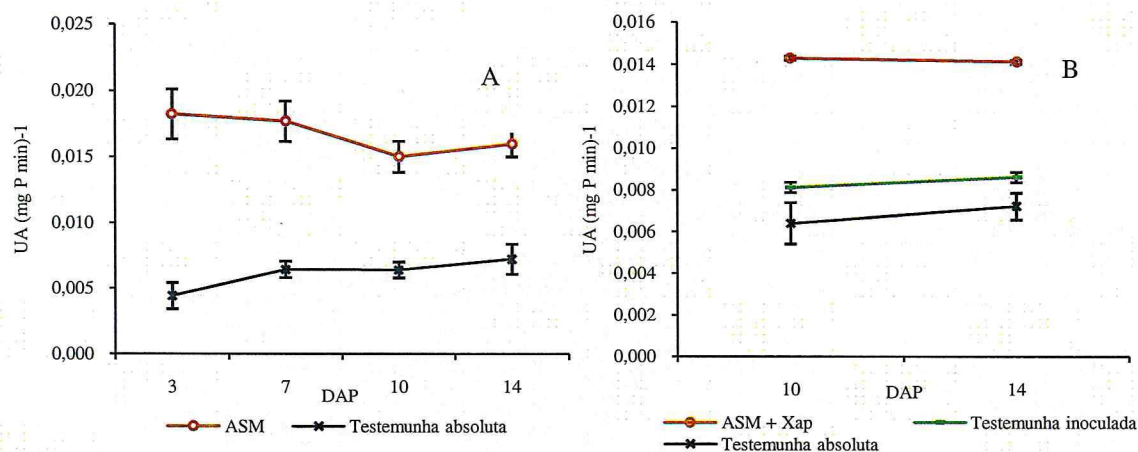 0,025
0,020
0,015
0,010
0,005
0,000
UA (mg P min)-1
A
3
7
10
14
DAP
ASM
Testemunha absoluta
0,016
0,014
0,012
0,010
0,008
0,006
0,004
0,002
0,000
UA (mg P min)-1
B
10
14
DAP
ASM + Xap
Testemunha inoculada
Testemunha absoluta